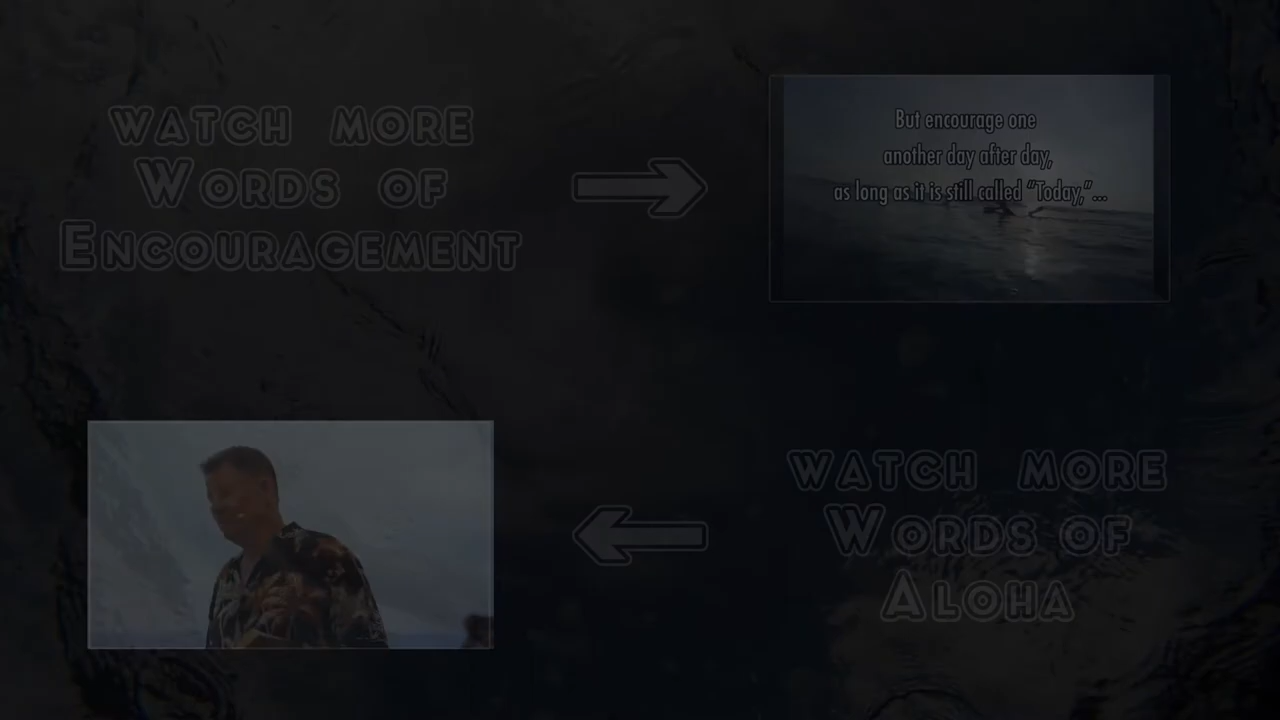 WATCH MORE
WORDS OF
ENCOURAGEMENT
But encourage one
another day after day,
as long as it is still called “Today,”...
WATCH MORE
WORDS OF
ALOHA